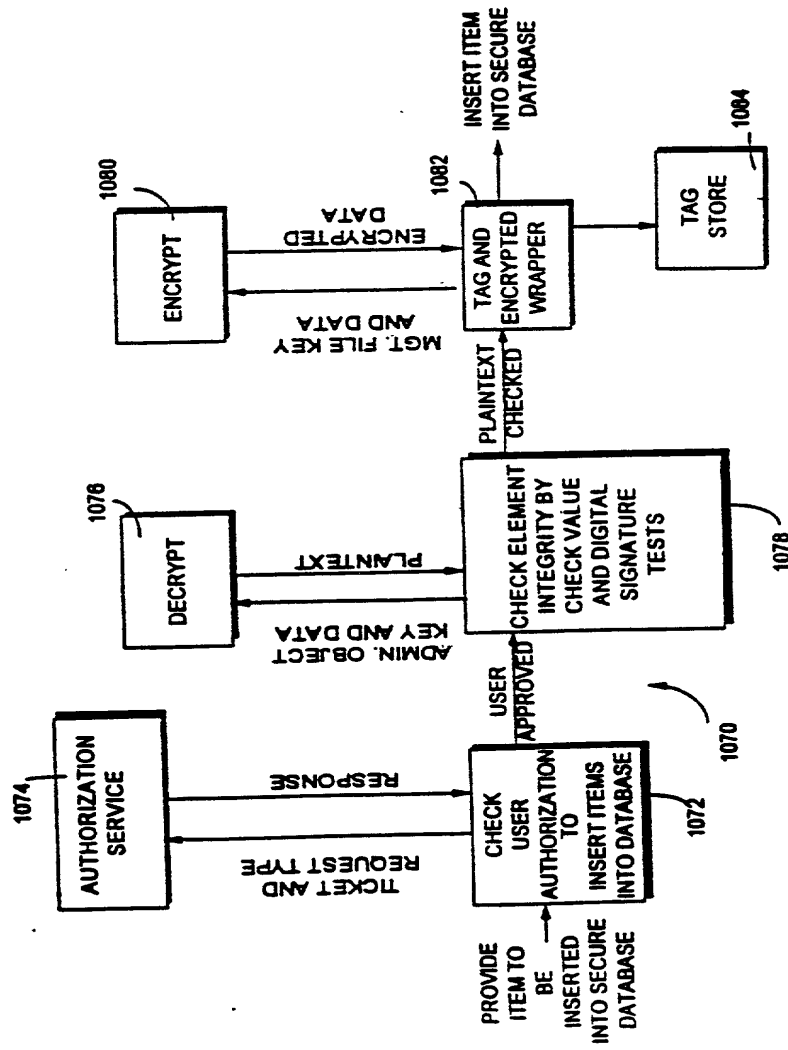 PROVIDE ITEM TO
BE
INSERTED
INTO SECURE
DATABASE
CHECK
USER
AUTHORIZATION
TO
INSERT ITEMS
INTO DATABASE
1072
TICKET AND
REQUEST TYPE
RESPONSE
AUTHORIZATION
SERVICE
1074
USER
APPROVED
1070
CHECK ELEMENT
INTEGRITY BY
CHECK VALUE
AND DIGITAL
SIGNATURE
TESTS
1078
ADMIN. OBJECT
KEY AND DATA
PLAINTEXT
DECRYPT
1076
PLAINTEXT
CHECKED
TAG AND
ENCRYPTED
WRAPPER
1082
MGT. FILE KEY
AND DATA
ENCRYPTED
DATA
ENCRYPT
1080
INSERT ITEM
INTO SECURE
DATABASE
TAG
STORE
1084